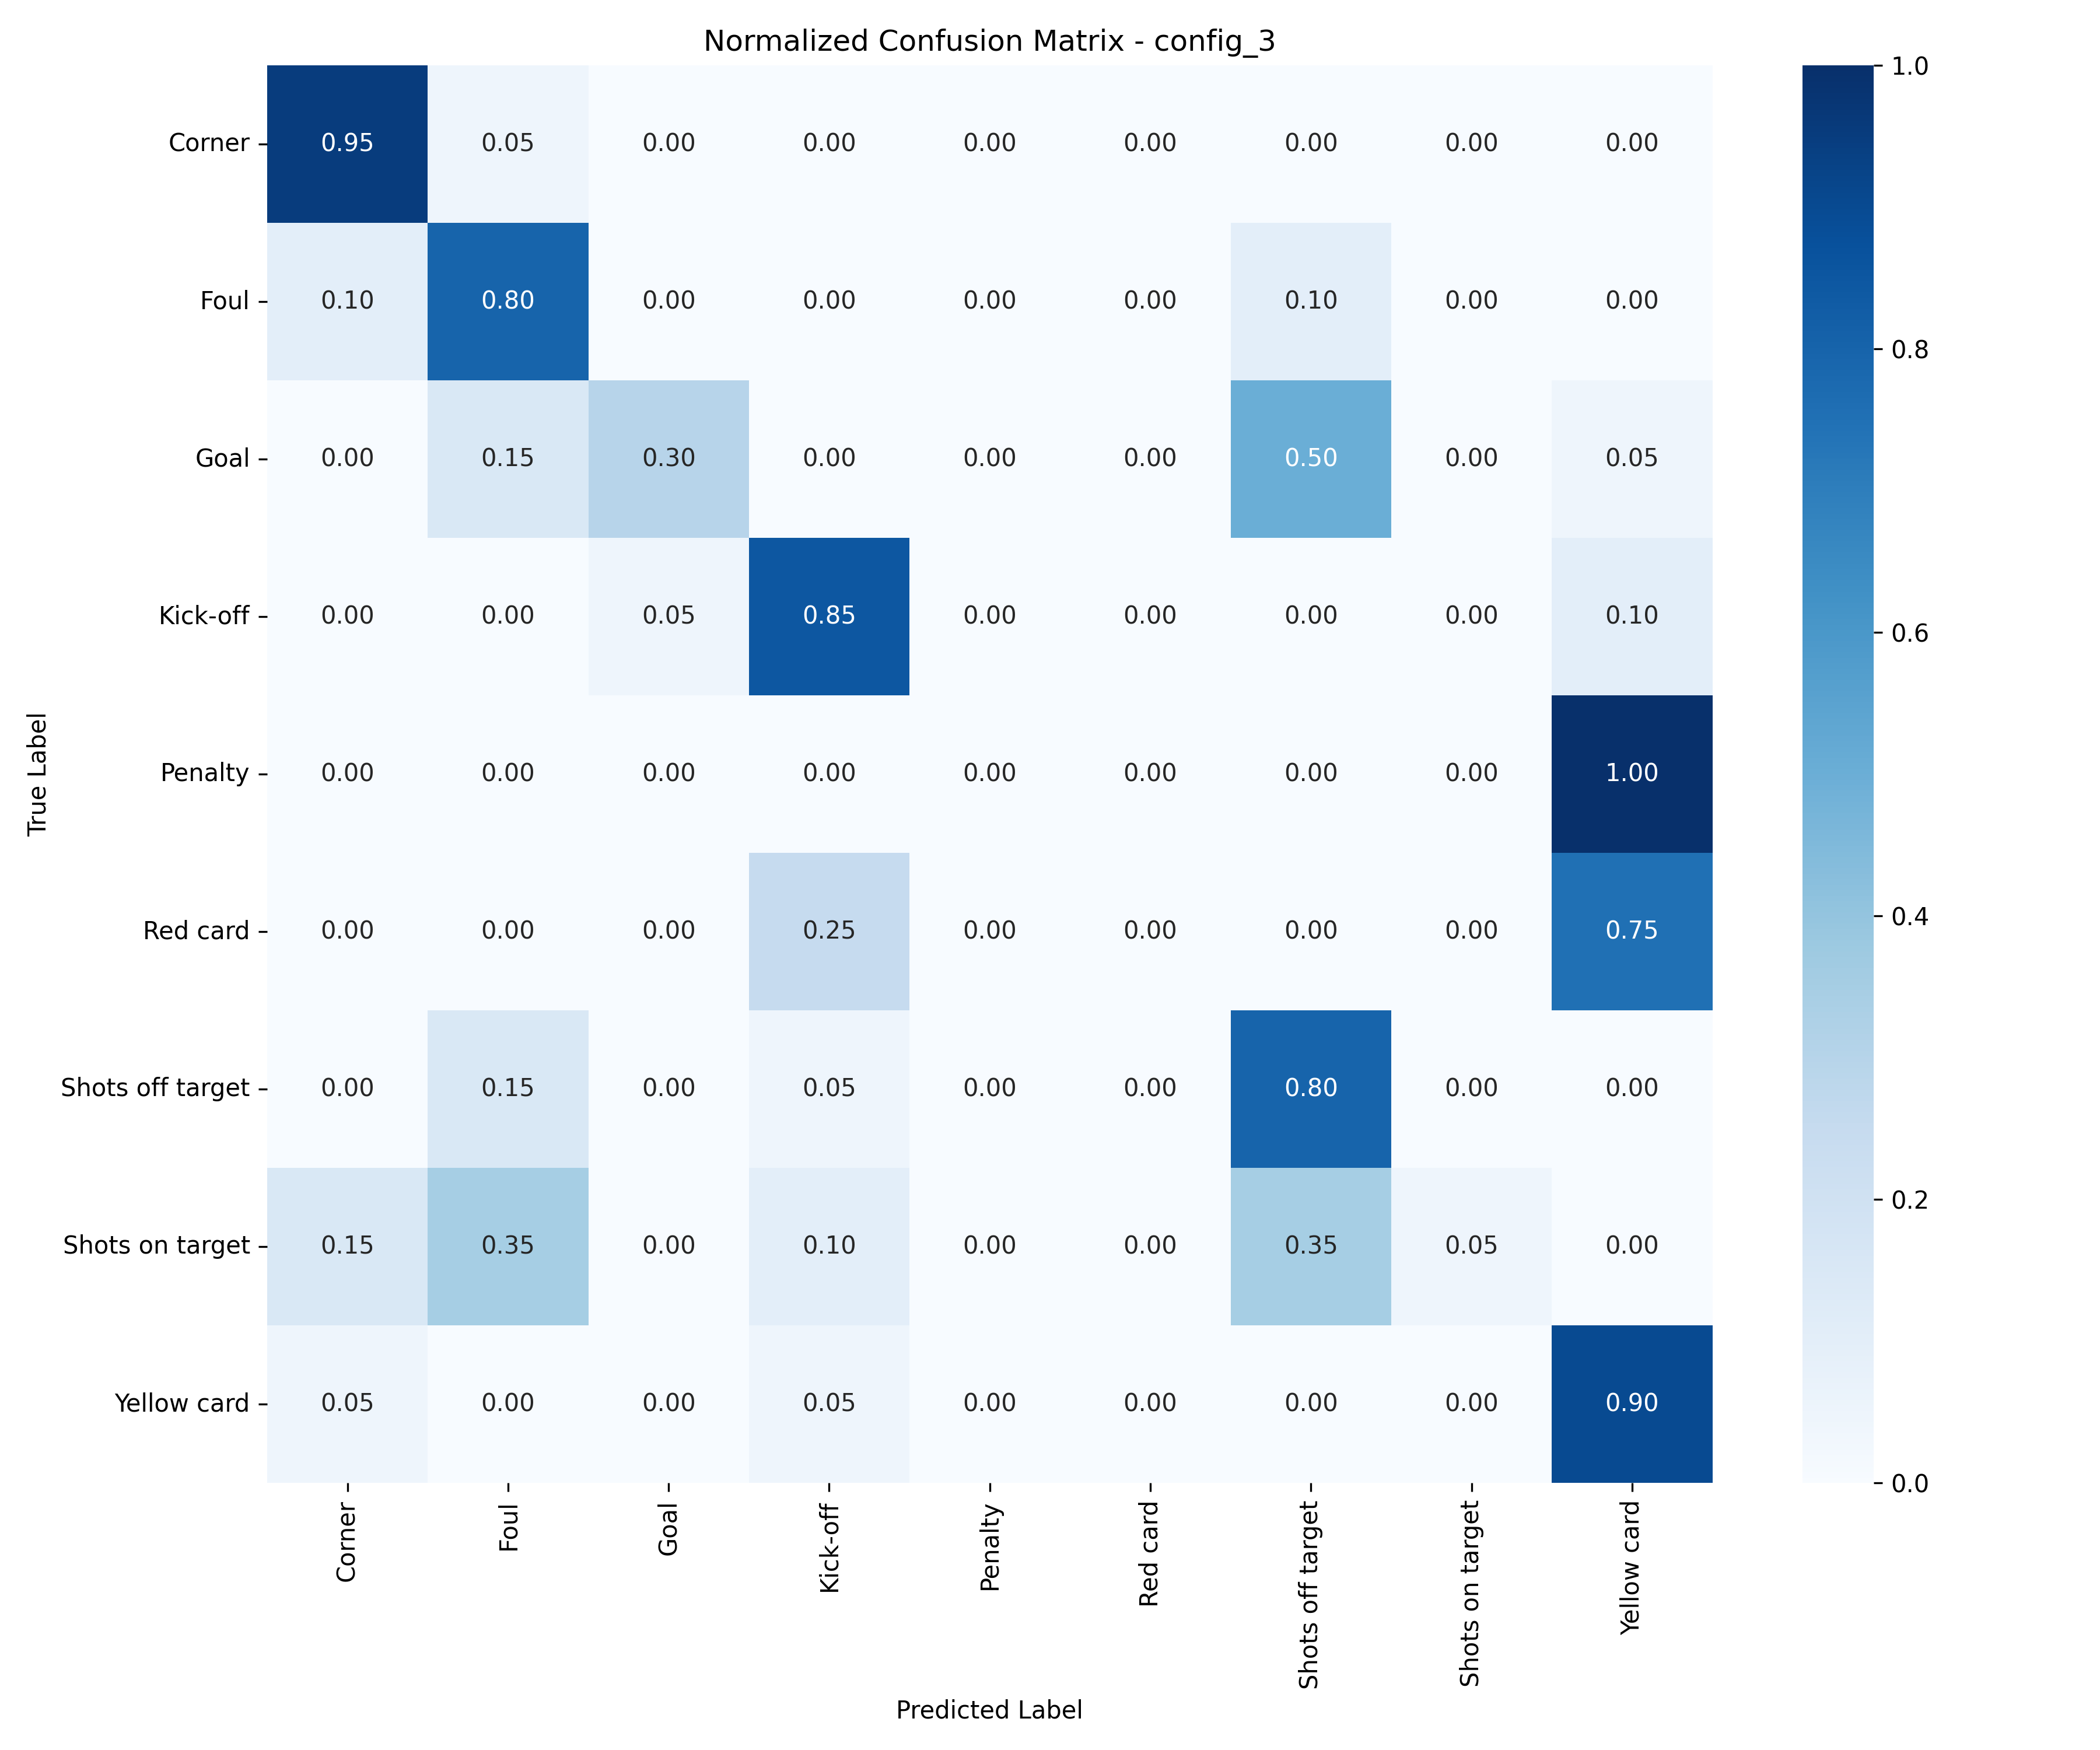 Normalized Confusion Matrix - config_3
Corner 0.95 0.05 0.00 0.00 0.00 0.00 0.00 0.00 0.00
Foul 0.10 0.80 0.00 0.00 0.00 0.00 0.10 0.00 0.00
Goal 0.00 0.15 0.30 0.00 0.00 0.00 0.50 0.00 0.05
Kick-off 0.00 0.00 0.05 0.85 0.00 0.00 0.00 0.00 0.10
Penalty 0.00 0.00 0.00 0.00 0.00 0.00 0.00 0.00 1.00
Red card 0.00 0.00 0.00 0.25 0.00 0.00 0.00 0.00 0.75
Shots off target 0.00 0.15 0.00 0.05 0.00 0.00 0.80 0.00 0.00
Shots on target 0.15 0.35 0.00 0.10 0.00 0.00 0.35 0.05 0.00
Yellow card 0.05 0.00 0.00 0.05 0.00 0.00 0.00 0.00 0.90
True Label
Corner
Foul
Goal
Kick-off
Penalty
Red card
Shots off target
Shots on target
Yellow card
Predicted Label
1.0
0.8
0.6
0.4
0.2
0.0